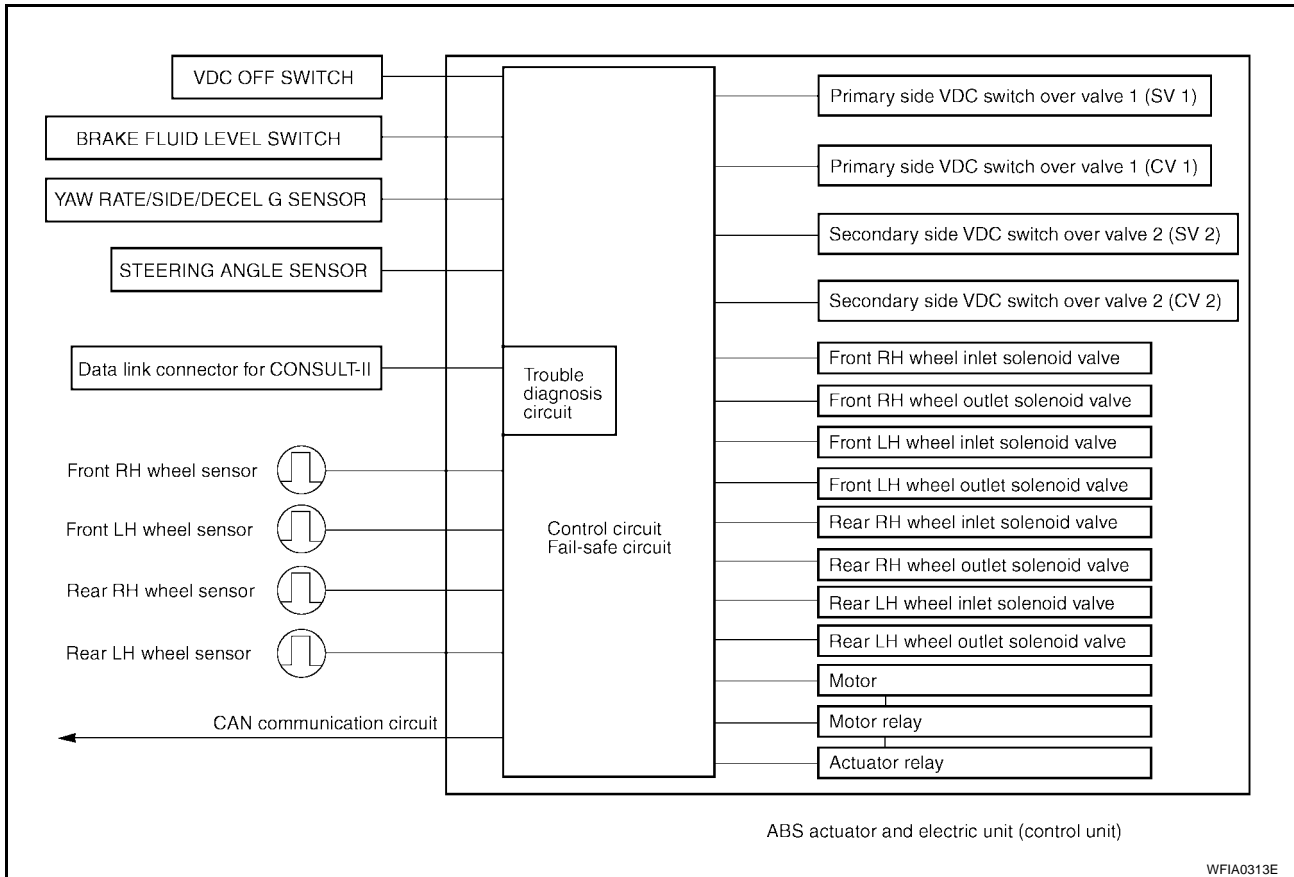 VDC OFF SWITCH
BRAKE FLUID LEVEL SWITCH
YAW RATE/SIDE/DECEL G SENSOR
STEERING ANGLE SENSOR
Data link connector for CONSULT-II
Front RH wheel sensor
Front LH wheel sensor
Rear RH wheel sensor
Rear LH wheel sensor
CAN communication circuit
Trouble
diagnosis
circuit
Control circuit
Fail-safe circuit
Primary side VDC switch over valve 1 (SV 1)
Primary side VDC switch over valve 1 (CV 1)
Secondary side VDC switch over valve 2 (SV 2)
Secondary side VDC switch over valve 2 (CV 2)
Front RH wheel inlet solenoid valve
Front RH wheel outlet solenoid valve
Front LH wheel inlet solenoid valve
Front LH wheel outlet solenoid valve
Rear RH wheel inlet solenoid valve
Rear RH wheel outlet solenoid valve
Rear LH wheel inlet solenoid valve
Rear LH wheel outlet solenoid valve
Motor
Motor relay
Actuator relay
ABS actuator and electric unit (control unit)
WFIA0313E